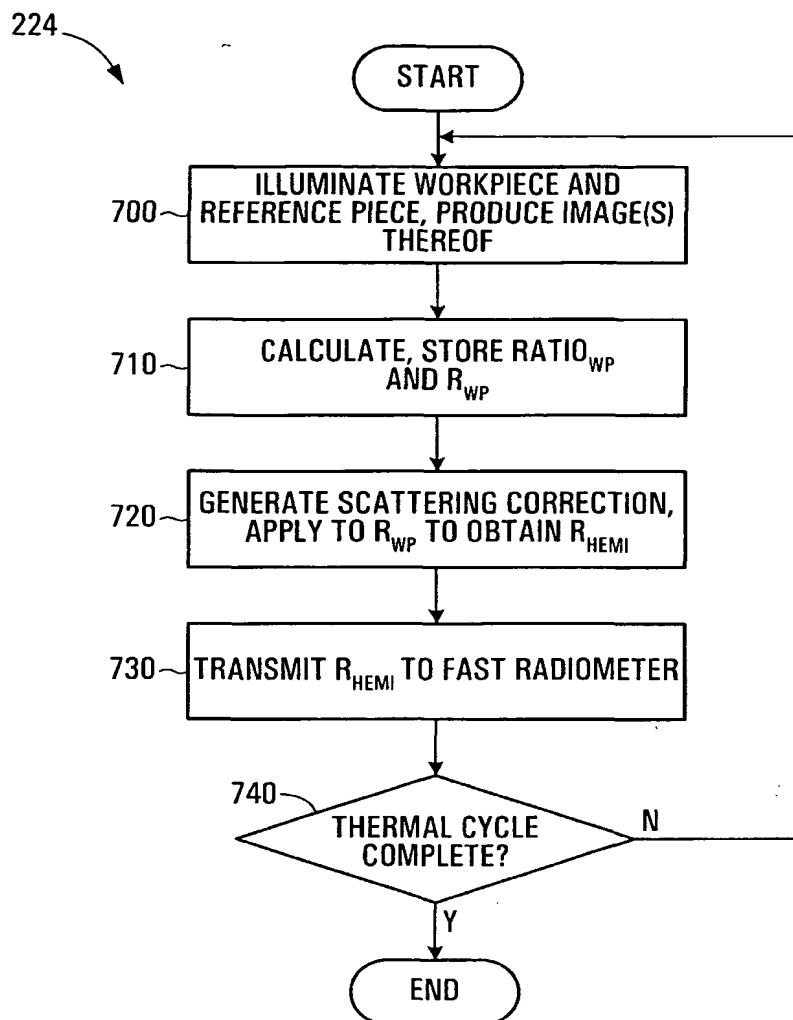 224
START
700
ILLUMINATE WORKPIECE AND
REFERENCE PIECE, PRODUCE IMAGE(S)
THEREOF
710
CALCULATE, STORE RATIO_WP
AND R_WP
720
GENERATE SCATTERING CORRECTION,
APPLY TO R_WP TO OBTAIN R_HEMI
730
TRANSMIT R_HEMI TO FAST RADIOMETER
740
THERMAL CYCLE
COMPLETE?
N
Y
END